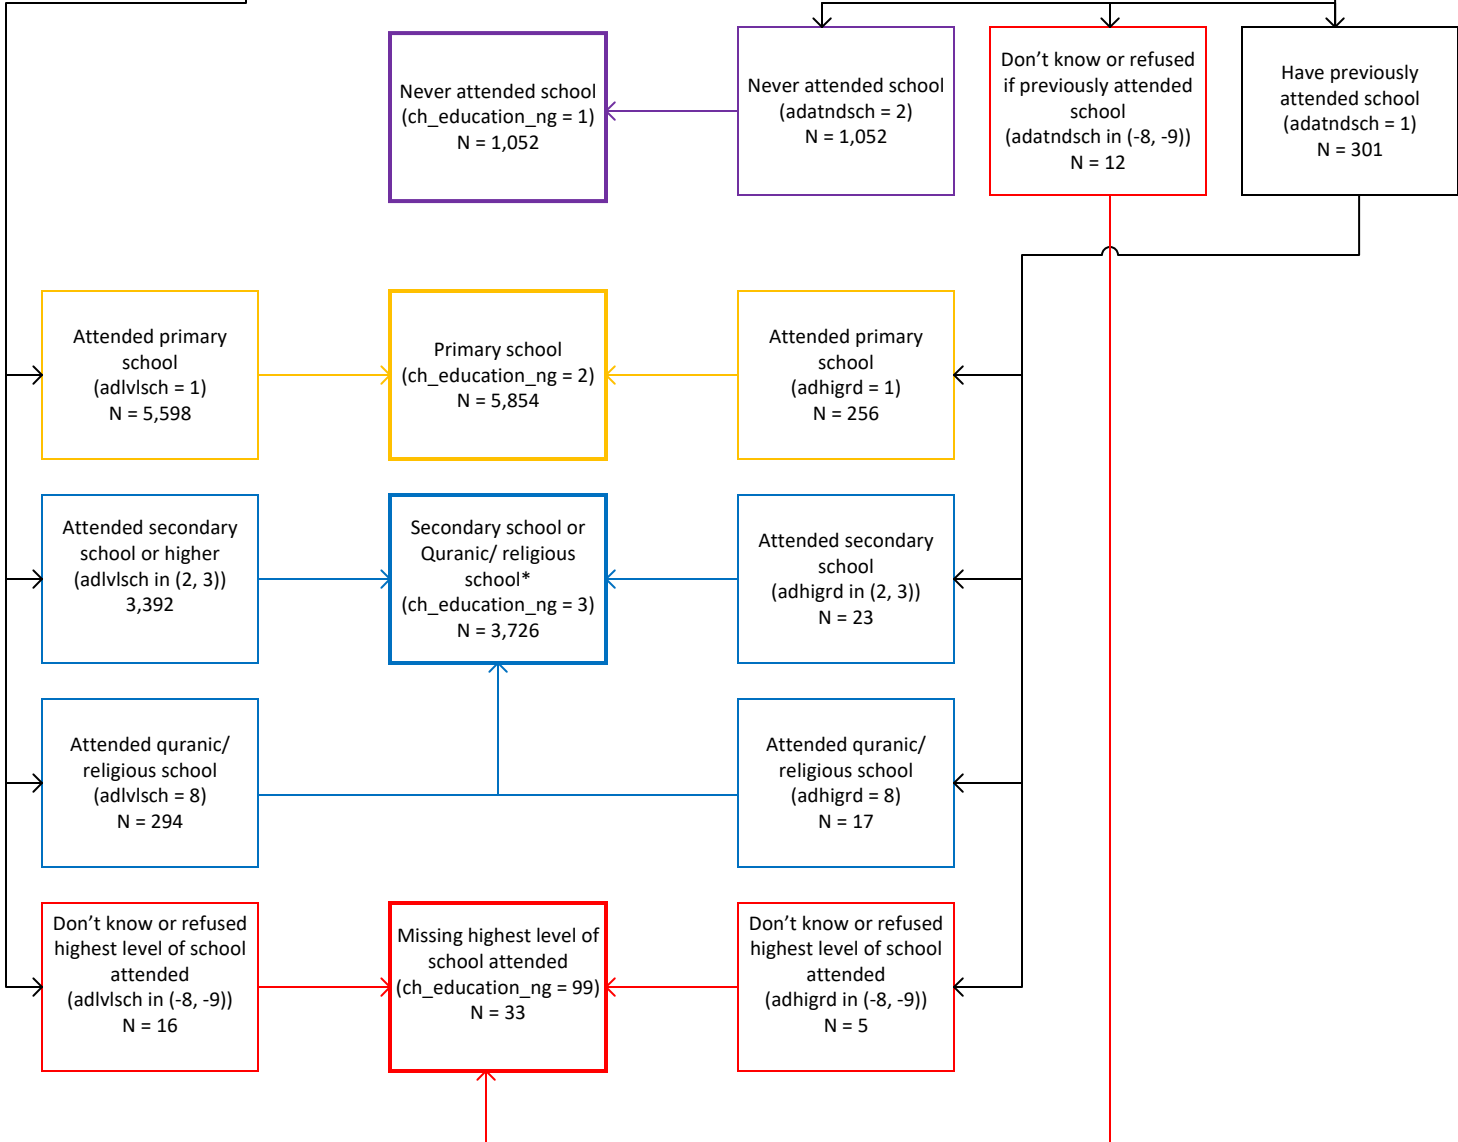 Never attended school
(ch_education_ng = 1)
N = 1,052
Never attended school
(adatndsch = 2)
N = 1,052
Don’t know or refused
if previously attended
school
(adatndsch in (-8, -9))
N = 12
Have previously
attended school
(adatndsch = 1)
N = 301
Attended primary
school
(adlvlsch = 1)
N = 5,598
Primary school
(ch_education_ng = 2)
N = 5,854
Attended primary
school
(adhigrd = 1)
N = 256
Attended secondary
school or higher
(adlvlsch in (2, 3))
3,392
Secondary school or
Quranic/ religious
school*
(ch_education_ng = 3)
N = 3,726
Attended secondary
school
(adhigrd in (2, 3))
N = 23
Attended quranic/
religious school
(adlvlsch = 8)
N = 294
Attended quranic/
religious school
(adhigrd = 8)
N = 17
Don’t know or refused
highest level of school
attended
(adlvlsch in (-8, -9))
N = 16
Missing highest level of
school attended
(ch_education_ng = 99)
N = 33
Don’t know or refused
highest level of school
attended
(adhigrd in (-8, -9))
N = 5